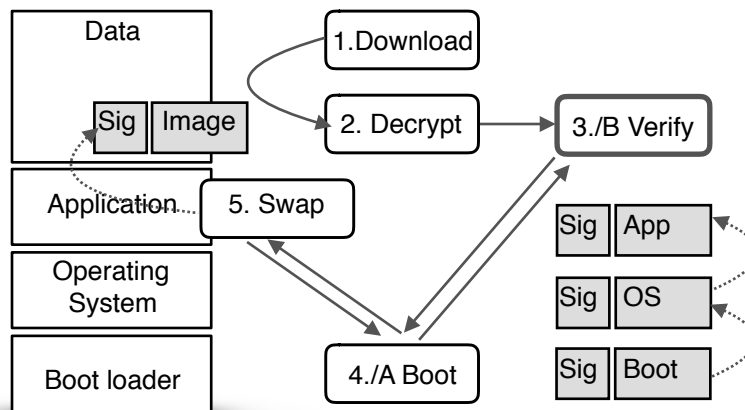 Data
1.Download
Sig Image
2. Decrypt
3./B Verify
Application
5. Swap
Sig App
Operating
System
Sig OS
Boot loader
4./A Boot
Sig Boot